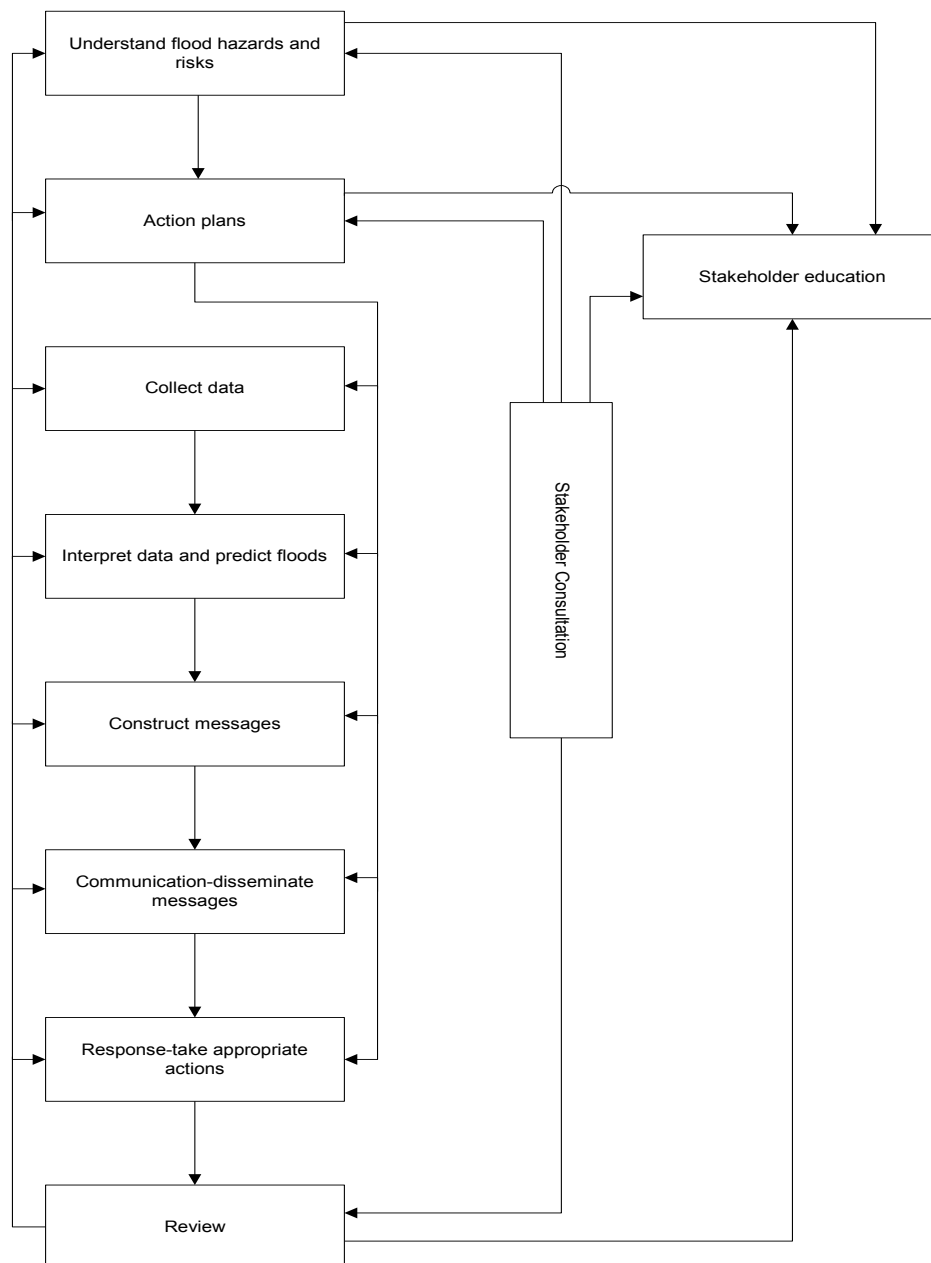 Understand flood hazards and
risks
Action plans
Stakeholder education
Collect data
Stakeholder Consultation
Interpret data and predict floods
Construct messages
Communication-disseminate
messages
Response-take appropriate
actions
Review